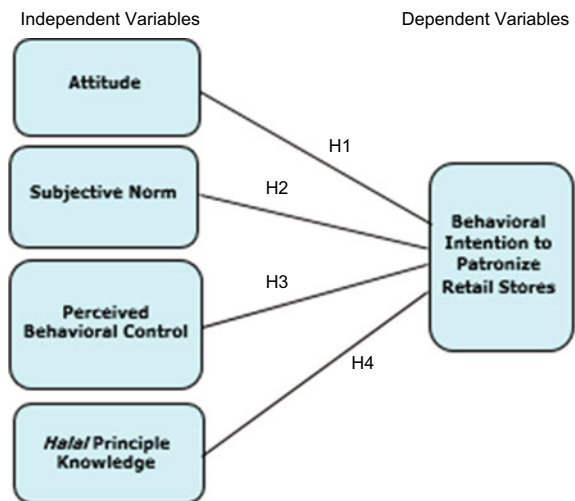 Independent Variables
Dependent Variables
Attitude
H1
Subjective Norm
H2
Behavioral
Intention to
Patronize
Retail Stores
H3
Perceived
Behavioral Control
H4
Halal Principle
Knowledge